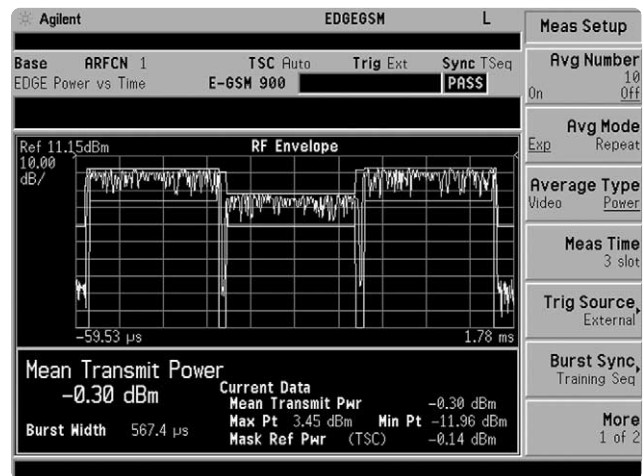 Agilent EDGEGSM L Meas Setup
Base ARFCN 1 TSC Auto Trig Ext Sync TSeq
EDGE Power vs Time E-GSM 900 PASS
Ref 11.15dBm RF Envelope
10.00
dB/
-59.53 µs 1.78 ms
Mean Transmit Power
-0.30 dBm
Current Data
Mean Transmit Pwr -0.30 dBm
Burst Width 567.4 µs Max Pt 3.45 dBm Min Pt -11.96 dBm
Mask Ref Pwr (TSC) -0.14 dBm
Avg Number
10
On Off
Avg Mode
Exp Repeat
Average Type
Video Power
Meas Time
3 slot
Trig Source
External
Burst Sync
Training Seq
More
1 of 2